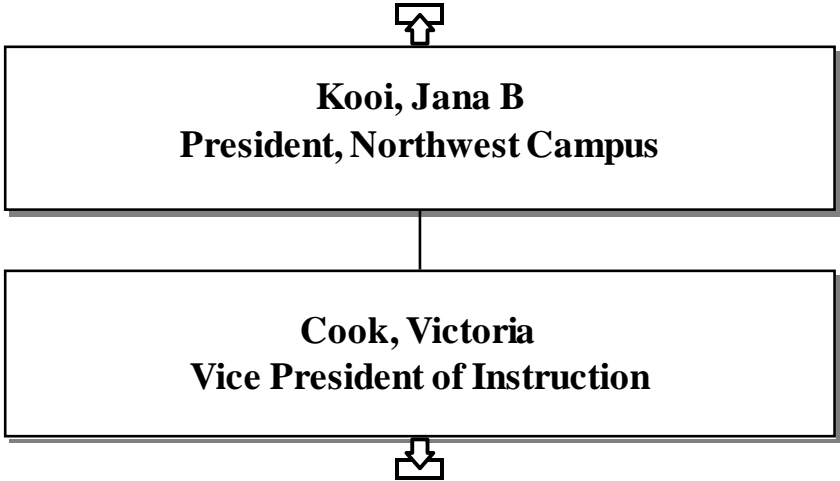 Kooi, Jana B
President, Northwest Campus
Cook, Victoria
Vice President of Instruction